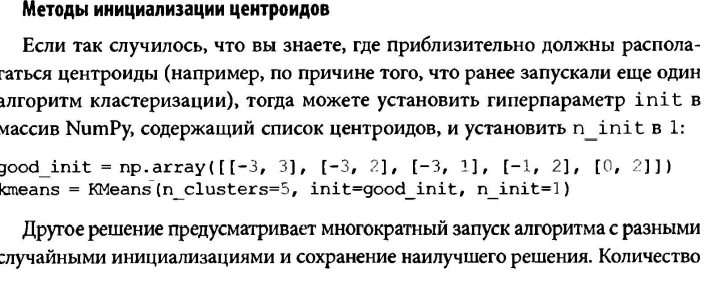 Методы инициализации центроидов
Если так случилось, что вы знаете, где приблизительно должны распола-
гаться центроиды (например, по причине того, что ранее запускали еще один
алгоритм кластеризации), тогда можете установить гиперпараметр init в
массив NumPy, содержащий список центроидов, и установить n_init в 1:
good_init = np.array([[-3, 3], [-3, 2], [-3, 1], [-1, 2], [0, 2]])
kmeans = KMeans(n_clusters=5, init=good_init, n_init=1)
Другое решение предусматривает многократный запуск алгоритма с разными
случайными инициализациями и сохранение наилучшего решения. Количество